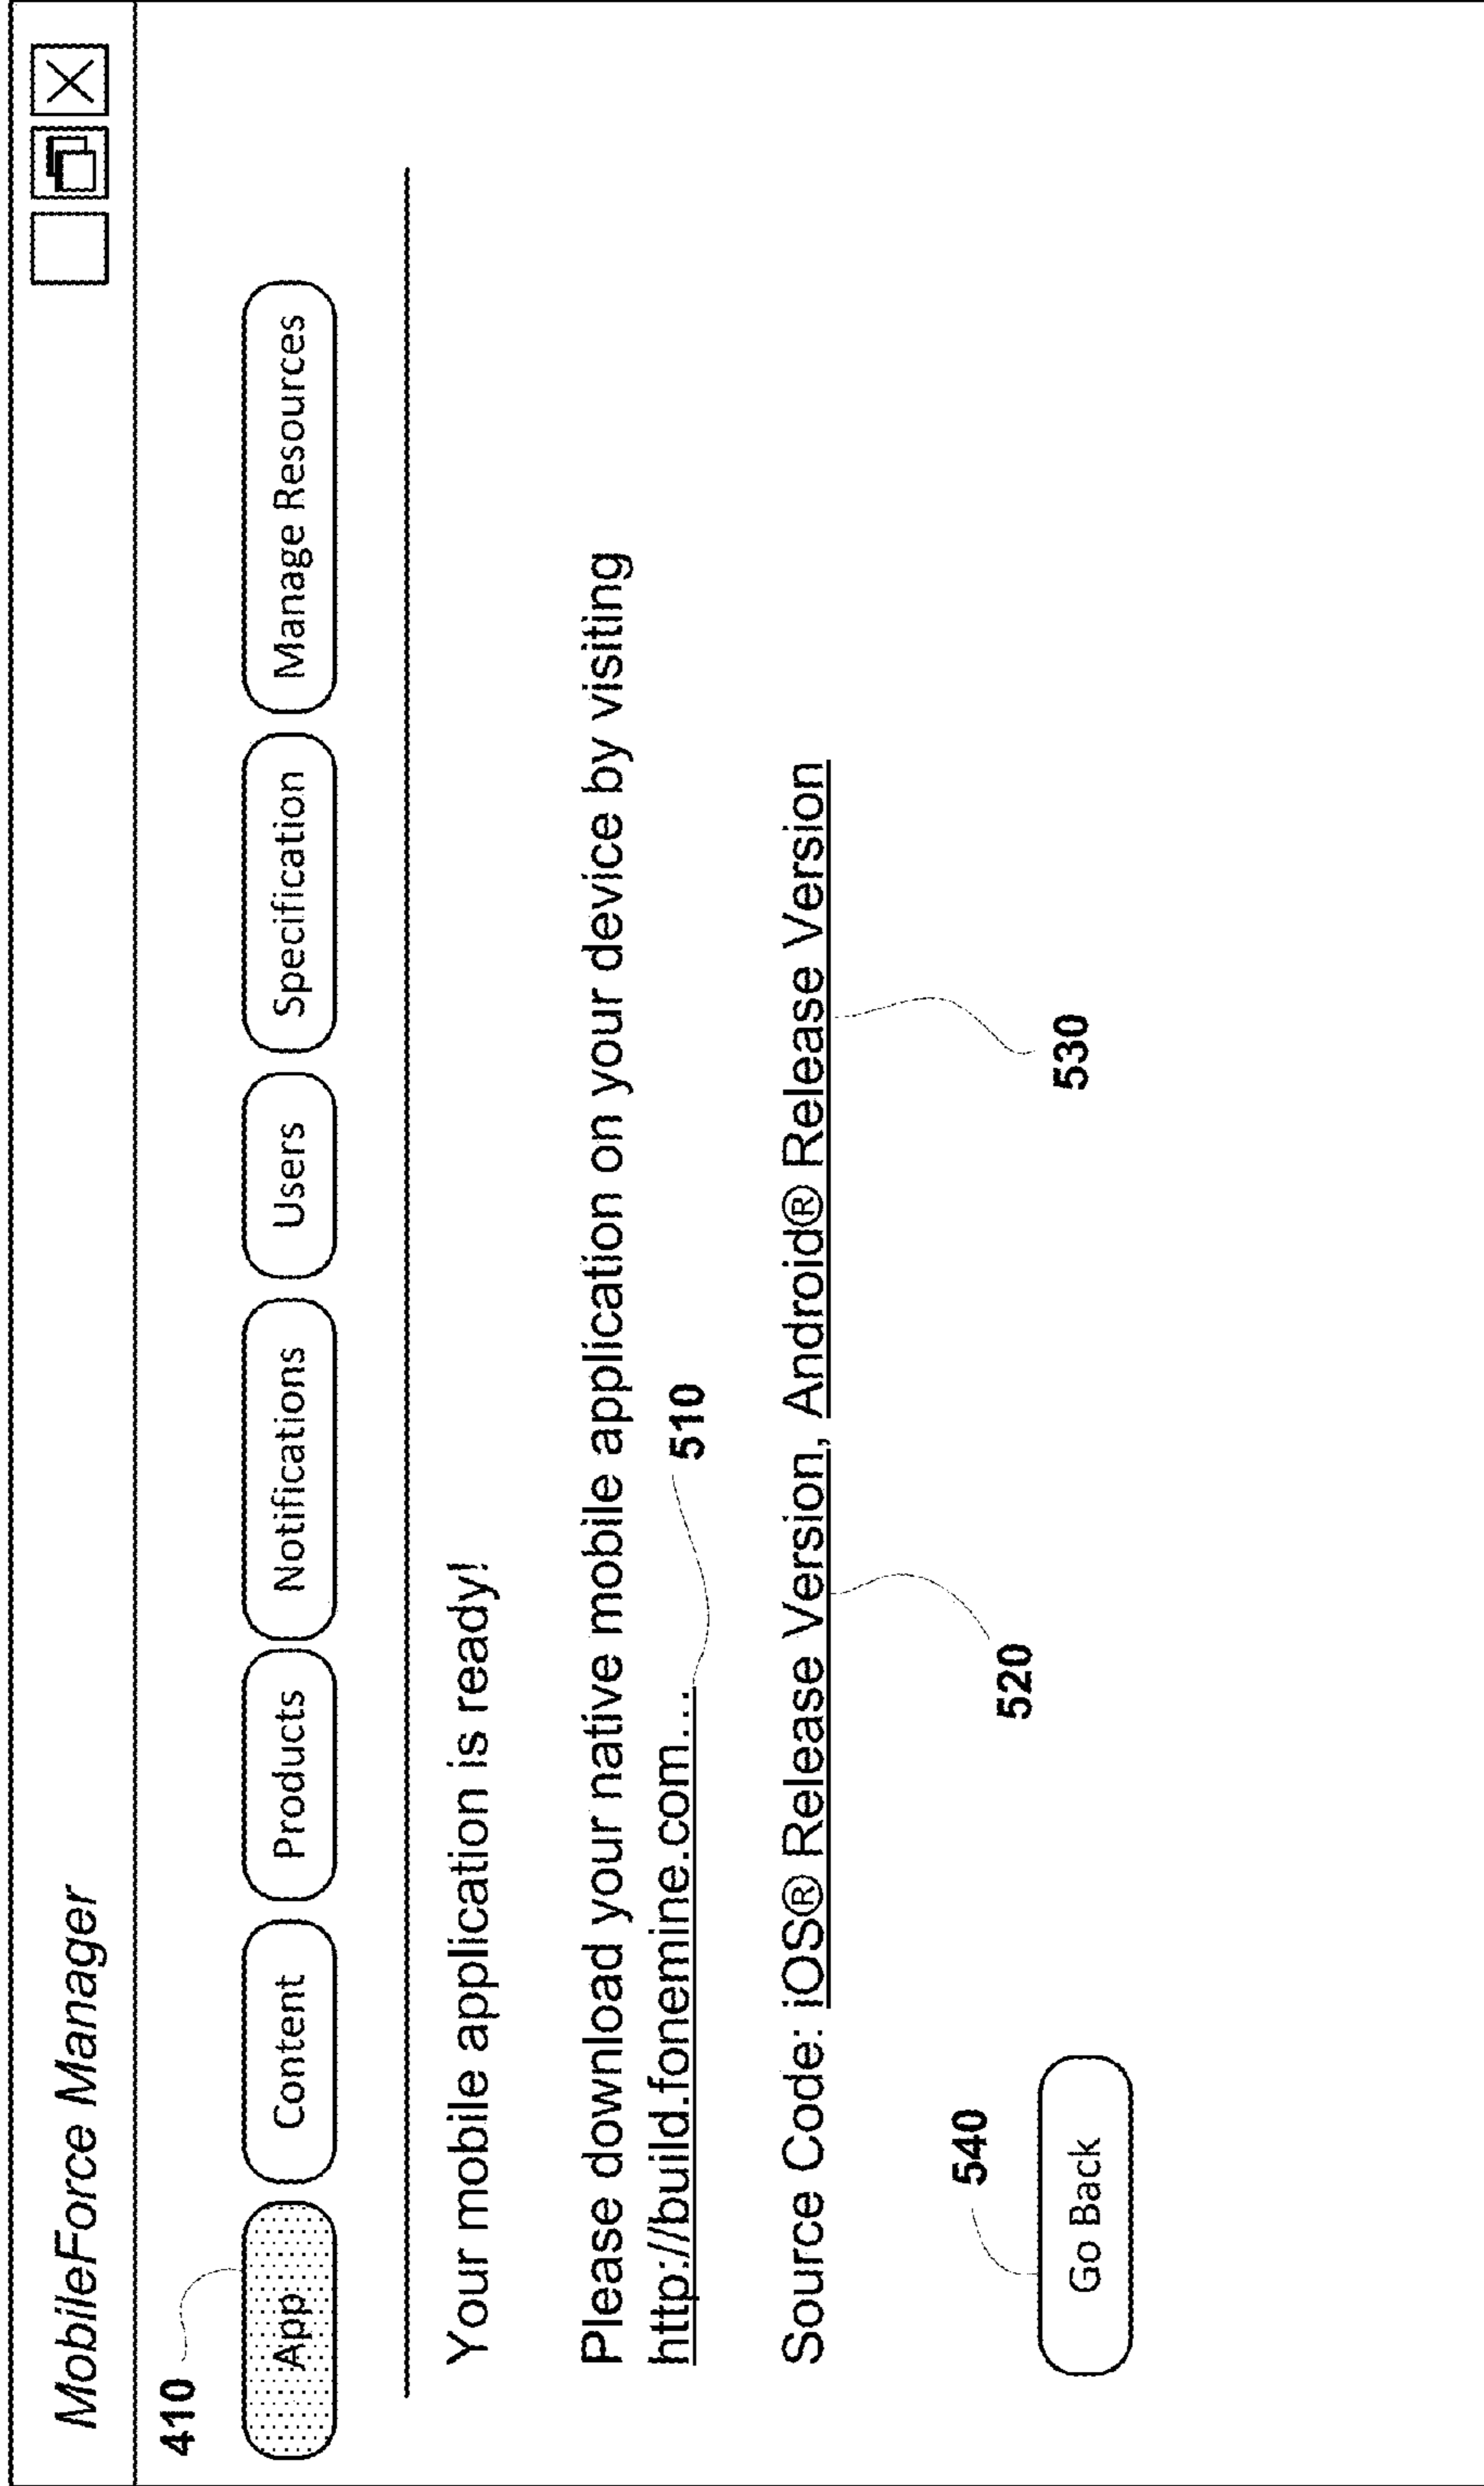 MobileForce Manager
410
App Content Products Notifications Users Specification Manage Resources
Your mobile application is ready!
Please download your native mobile application on your device by visiting
http://build.fonemine.com...
510
Source Code: iOS® Release Version, Android® Release Version
520
530
540
Go Back